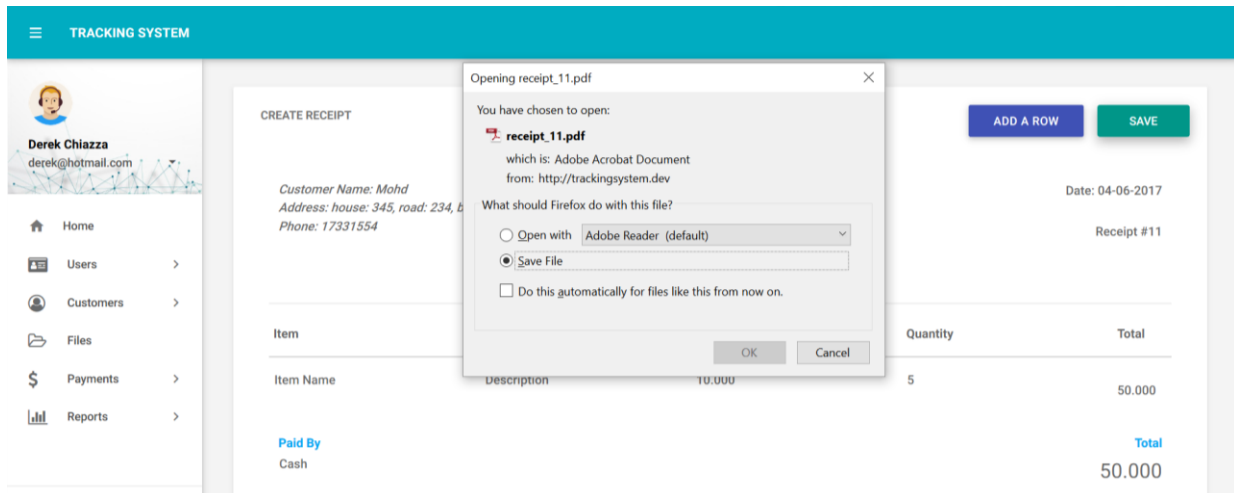 TRACKING SYSTEM
Derek Chiazza
derek@hotmail.com
Home
Users
Customers
Files
Payments
Reports
CREATE RECEIPT
ADD A ROW
SAVE
Customer Name: Mohd
Address: house: 345, road: 234, b
Phone: 17331554
Date: 04-06-2017
Receipt #11
Opening receipt_11.pdf
You have chosen to open:
receipt_11.pdf
which is: Adobe Acrobat Document
from: http://trackingsystem.dev
What should Firefox do with this file?
Open with Adobe Reader (default)
Save File
Do this automatically for files like this from now on.
OK Cancel
Item Quantity Total
Item Name Description 10.000 5 50.000
Paid By Total
Cash 50.000